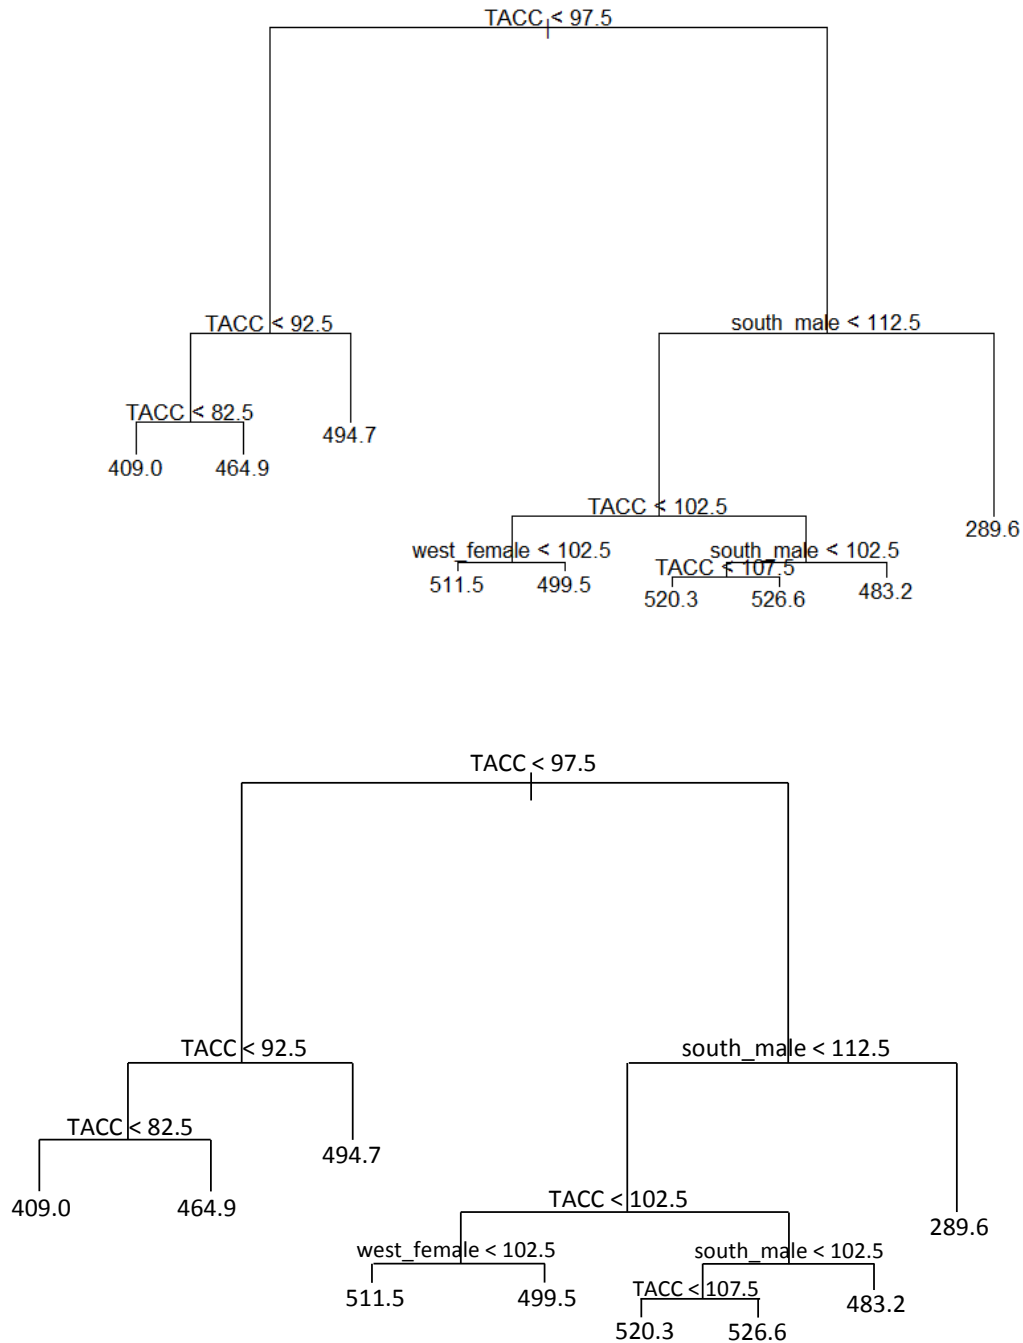 TACC < 97.5
TACC < 92.5
south_male < 112.5
TACC < 82.5
494.7
409.0
464.9
TACC < 102.5
289.6
west_female < 102.5
south_male < 102.5
TACC < 107.5
511.5
499.5
520.3
526.6
483.2
TACC < 97.5
TACC < 92.5
south_male < 112.5
TACC < 82.5
494.7
409.0
464.9
TACC < 102.5
289.6
west_female < 102.5
south_male < 102.5
TACC < 107.5
511.5
499.5
483.2
520.3
526.6